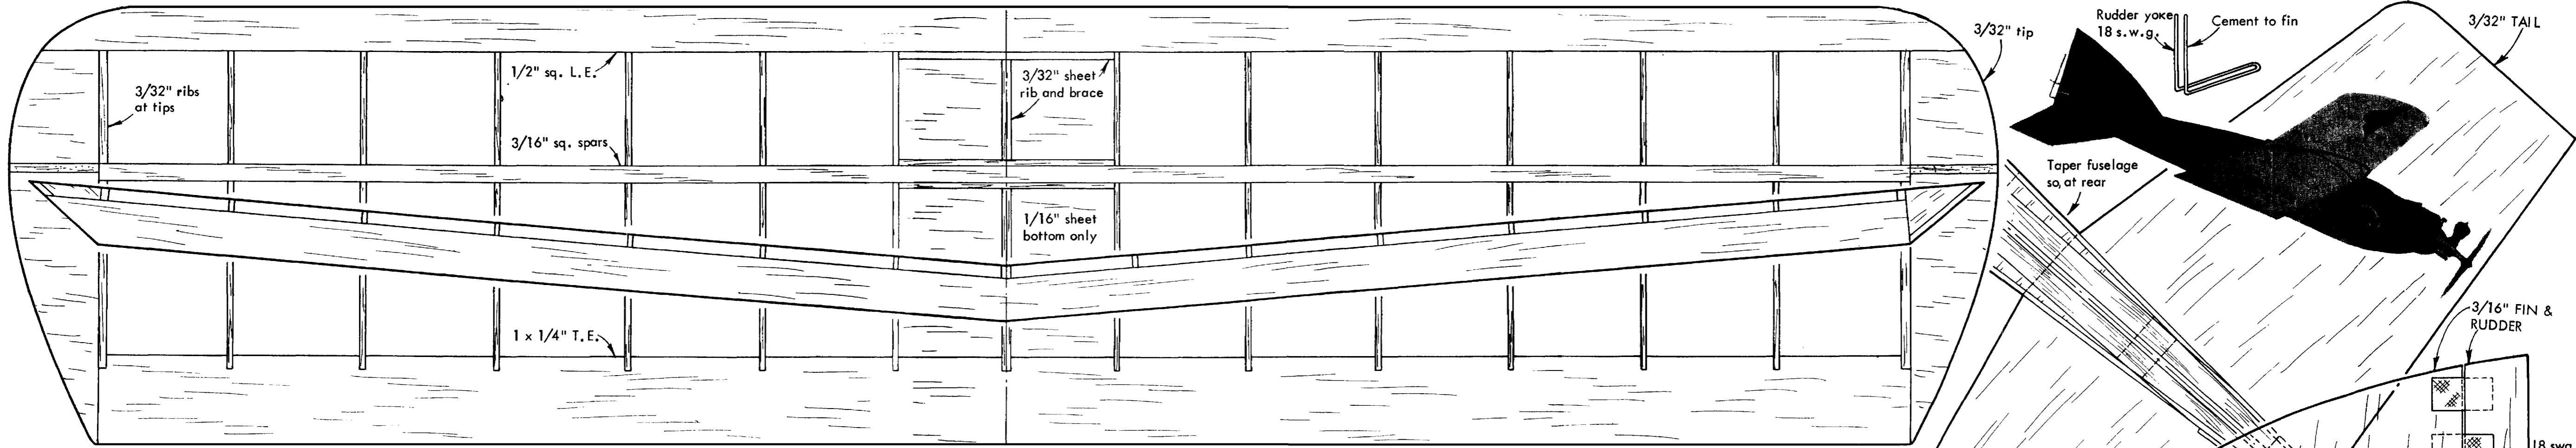 3/32" ribs
at tips
1/2" sq. L.E.
3/16" sq. spars
1 x 1/4" T.E.
3/32" sheet
rib and brace
1/16" sheet
bottom only
3/32" tip
Rudder yoke
18 s.w.g.
Cement to fin
3/32" TAIL
Taper fuselage
so, at rear
3/16" FIN &
RUDDER
18 swg